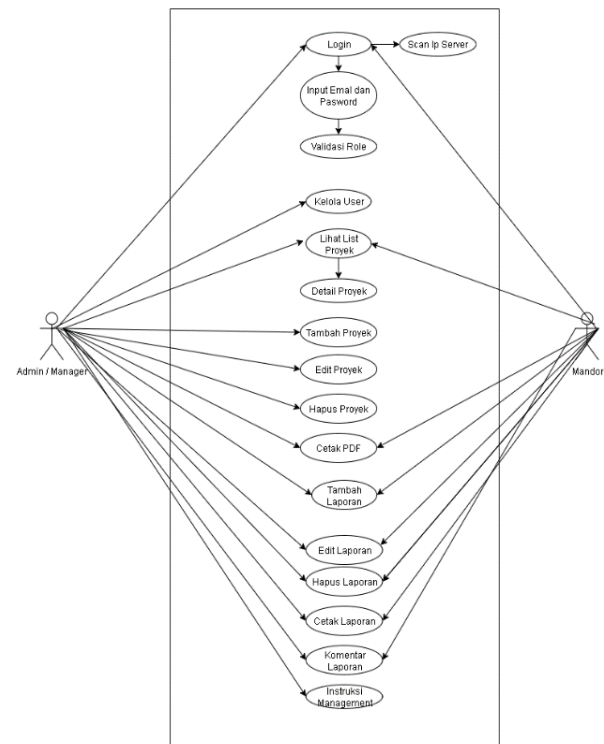 Login
Scan Ip Server
Input Emal dan
Pasword
Validasi Role
Kelola User
Lihat List
Proyek
Detail Proyek
Tambah Proyek
Admin / Manager
Mandor
Edit Proyek
Hapus Proyek
Cetak PDF
Tambah
Laporan
Edit Laporan
Hapus Laporan
Cetak Laporan
Komentar
Laporan
Instruksi
Management